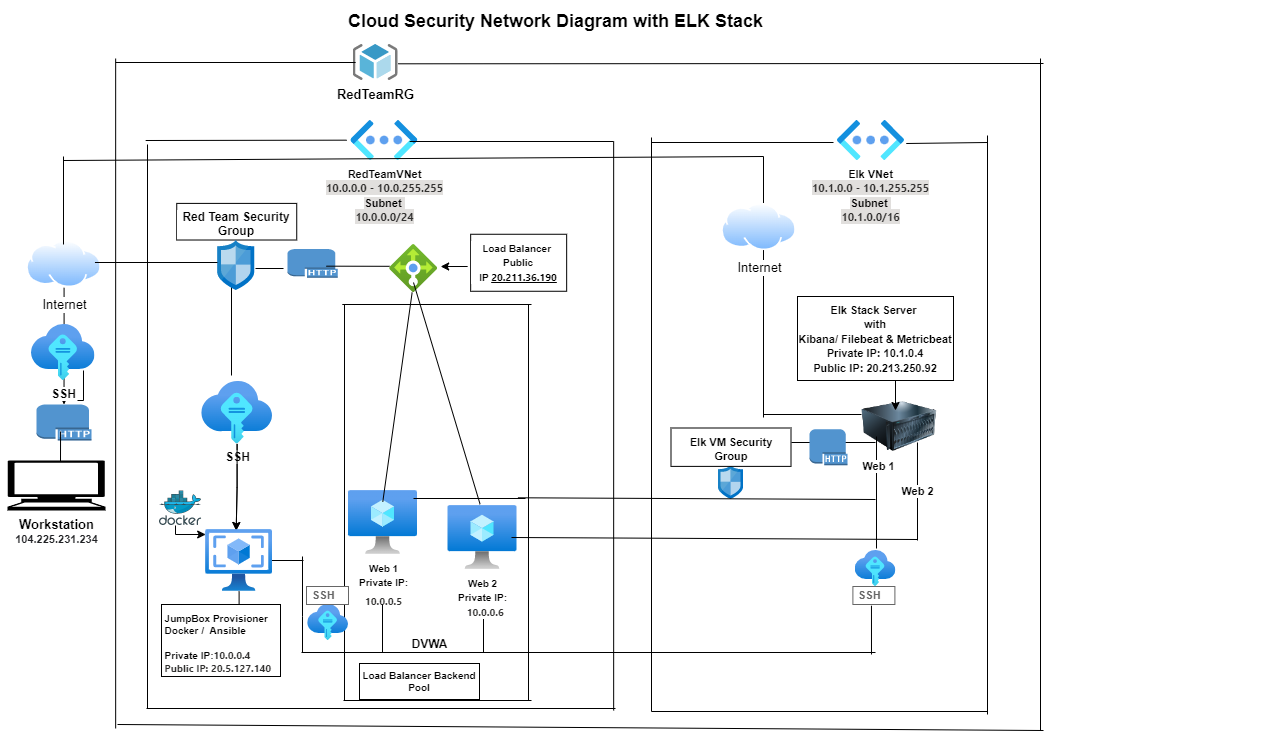 Cloud Security Network Diagram with ELK Stack
RedTeamRG
RedTeamVNet
10.0.0.0 - 10.0.255.255
Subnet
10.0.0.0/24
Elk VNet
10.1.0.0 - 10.1.255.255
Subnet
10.1.0.0/16
Red Team Security
Group
HTTP
Load Balancer
Public
IP 20.211.36.190
Internet
Internet
Elk Stack Server
with
Kibana/ Filebeat & Metricbeat
Private IP: 10.1.0.4
Public IP: 20.213.250.92
SSH
HTTP
Workstation
104.225.231.234
SSH
docker
JumpBox Provisioner
Docker / Ansible
Private IP:10.0.0.4
Public IP: 20.5.127.140
SSH
Web 1
Private IP:
10.0.0.5
Web 2
Private IP:
10.0.0.6
DVWA
Load Balancer Backend
Pool
Elk VM Security
Group
HTTP
Web 1
Web 2
SSH